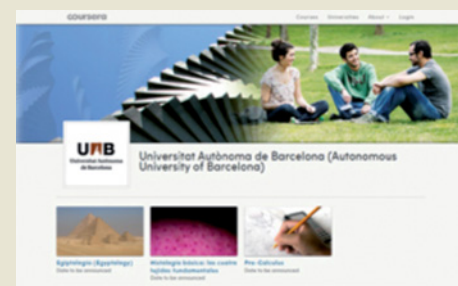 coursera
Courses Universities About Login
UAB
Universitat Autònoma
de Barcelona
Universitat Autònoma de Barcelona (Autonomous
University of Barcelona)
Egiptología (Egyptology)
Date to be announced
Histología básica: los cuatro
tejidos fundamentales
Date to be announced
Pre-Calculus
Date to be announced